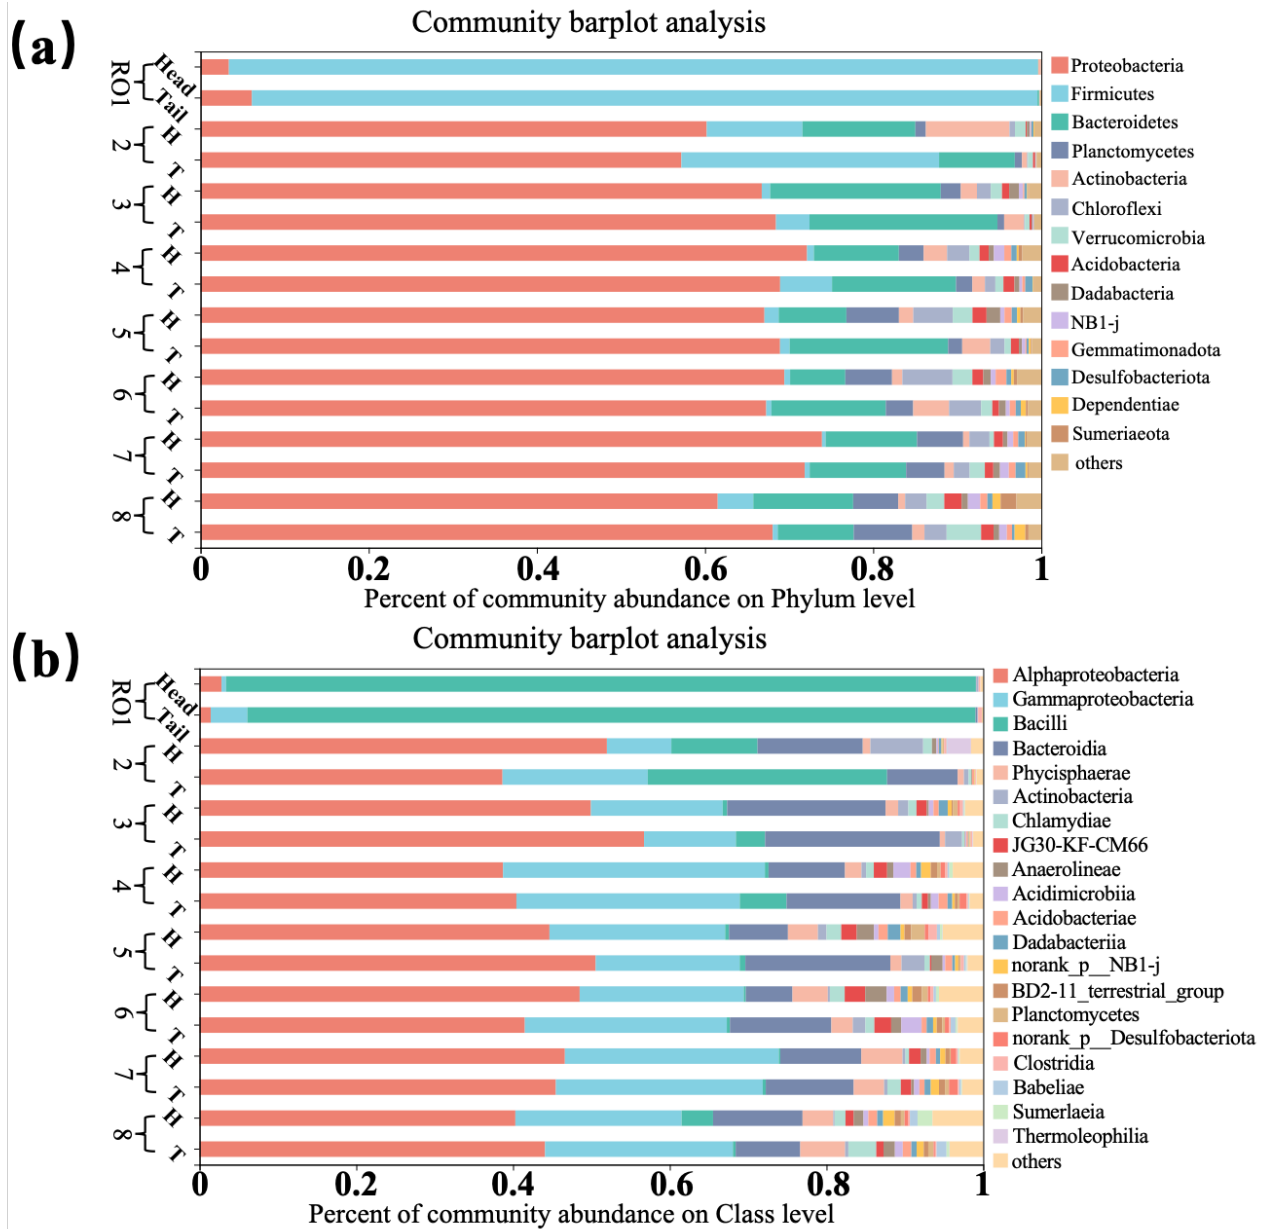 (a)
Community barplot analysis
RO1
Head
Tail
2
H
T
3
H
T
4
H
T
5
H
T
6
H
T
7
H
T
8
H
T
Proteobacteria
Firmicutes
Bacteroidetes
Planctomycetes
Actinobacteria
Chloroflexi
Verrucomicrobia
Acidobacteria
Dadabacteria
NB1-j
Gemmatimonadota
Desulfobacteriota
Dependentiae
Sumeriaeota
others
0 0.2 0.4 0.6 0.8 1
Percent of community abundance on Phylum level
(b)
Community barplot analysis
RO1
Head
Tail
2
H
T
3
H
T
4
H
T
5
H
T
6
H
T
7
H
T
8
H
T
Alphaproteobacteria
Gammaproteobacteria
Bacilli
Bacteroidia
Phycisphaerae
Actinobacteria
Chlamydiae
JG30-KF-CM66
Anaerolineae
Acidimicrobiia
Acidobacteriae
Dadabacteriia
norank_p__NB1-j
BD2-11_terrestrial_group
Planctomycetes
norank_p__Desulfobacteriota
Clostridia
Babeliae
Sumerlaeia
Thermoleophilia
others
0 0.2 0.4 0.6 0.8 1
Percent of community abundance on Class level